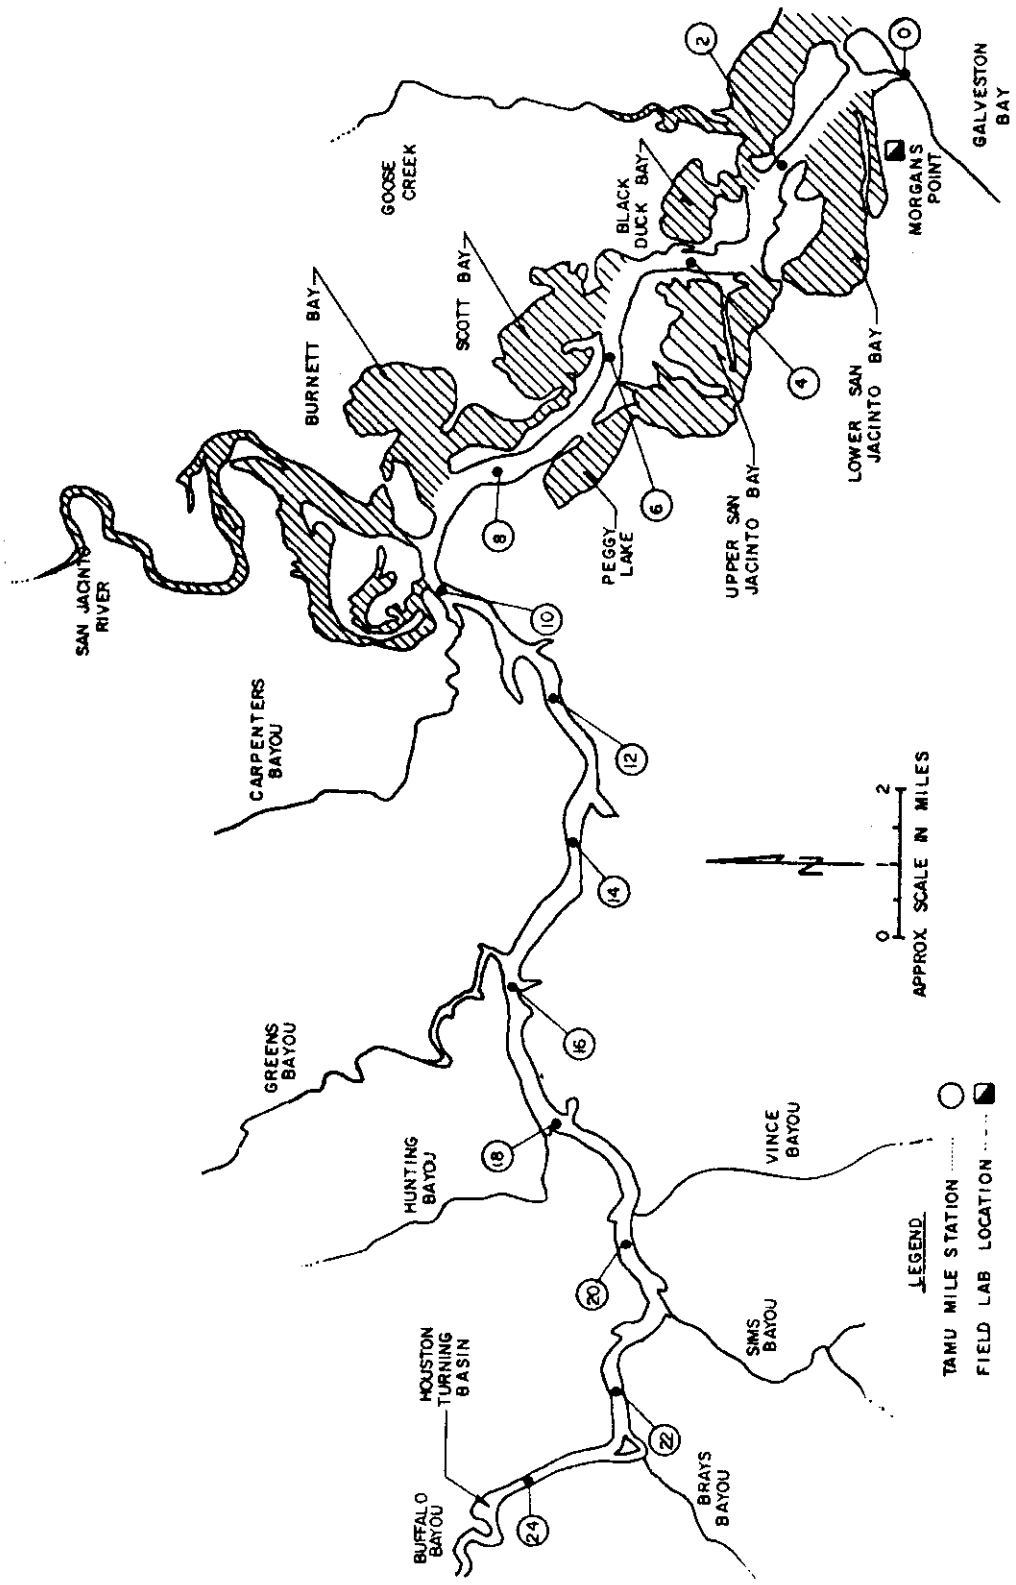 BUFFALO
BAYOU
HOUSTON
TURNING
BASIN
24
BRAYS
BAYOU
22
SIMS
BAYOU
20
HUNTING
BAYOU
18
VINCE
BAYOU
GREENS
BAYOU
16
14
CARPENTERS
BAYOU
12
10
SAN JACINTO
RIVER
BURNETT BAY
8
PEGGY
LAKE
6
SCOTT BAY
UPPER SAN
JACINTO BAY
4
GOOSE
CREEK
BLACK
DUCK BAY
LOWER SAN
JACINTO BAY
2
MORGANS
POINT
0
GALVESTON
BAY
N
0 1 2
APPROX SCALE IN MILES
LEGEND
TAMU MILE STATION
FIELD LAB LOCATION